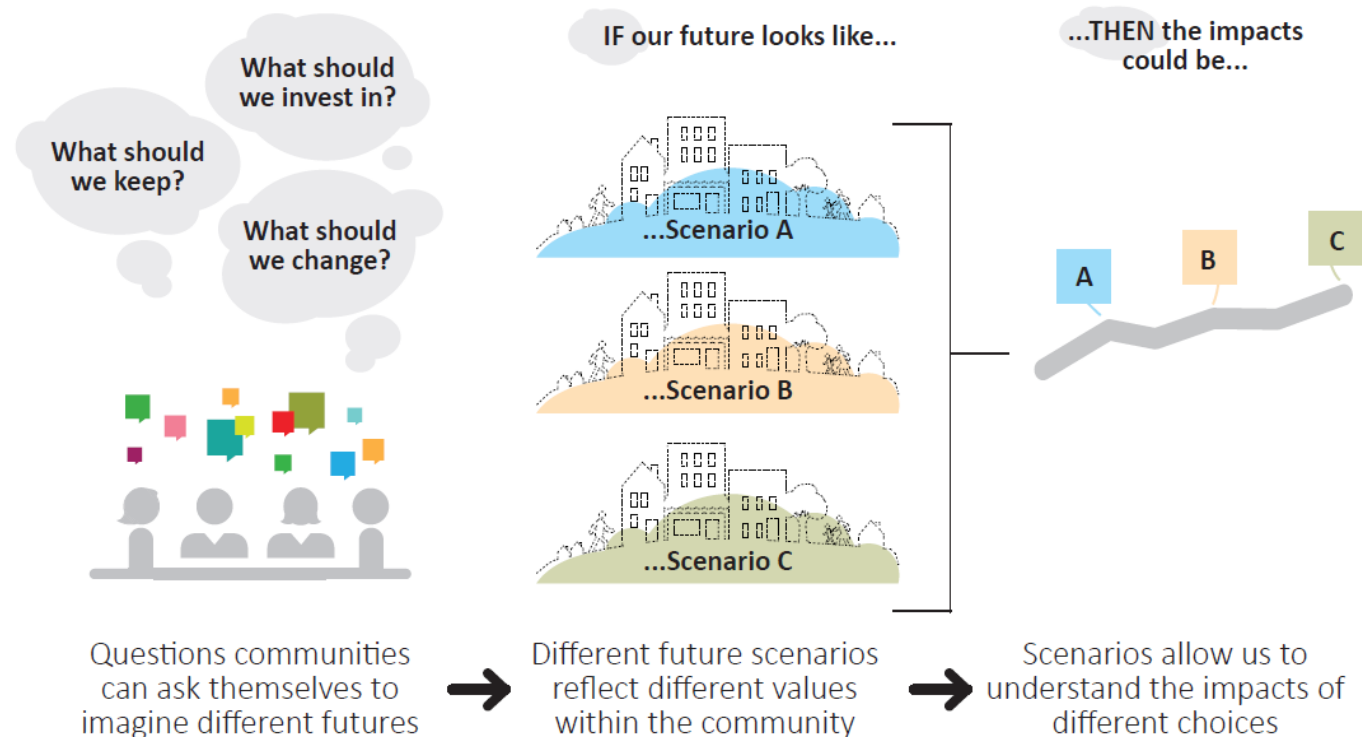 What should
we invest in?
What should
we keep?
What should
we change?
IF our future looks like...
...Scenario A
...Scenario B
...Scenario C
...THEN the impacts
could be...
A
B
C
Questions communities
can ask themselves to
imagine different futures
Different future scenarios
reflect different values
within the community
Scenarios allow us to
understand the impacts of
different choices